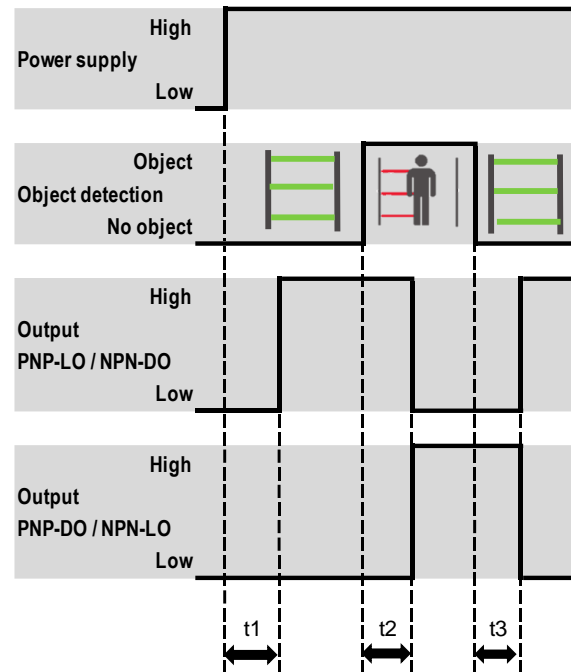 High
Power supply
Low
Object
Object detection
No object
High
Output
PNP-LO / NPN-DO
Low
High
Output
PNP-DO / NPN-LO
Low
t1 t2 t3